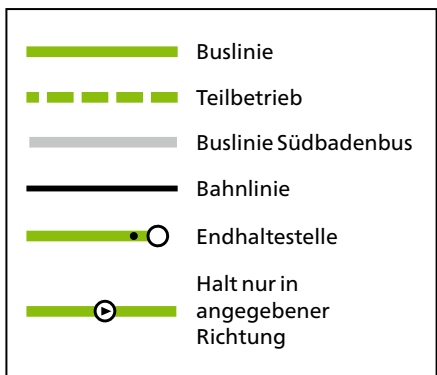 Buslinie
Teilbetrieb
Buslinie Südbadenbus
Bahnlinie
Endhaltestelle
Halt nur in
angegebener
Richtung